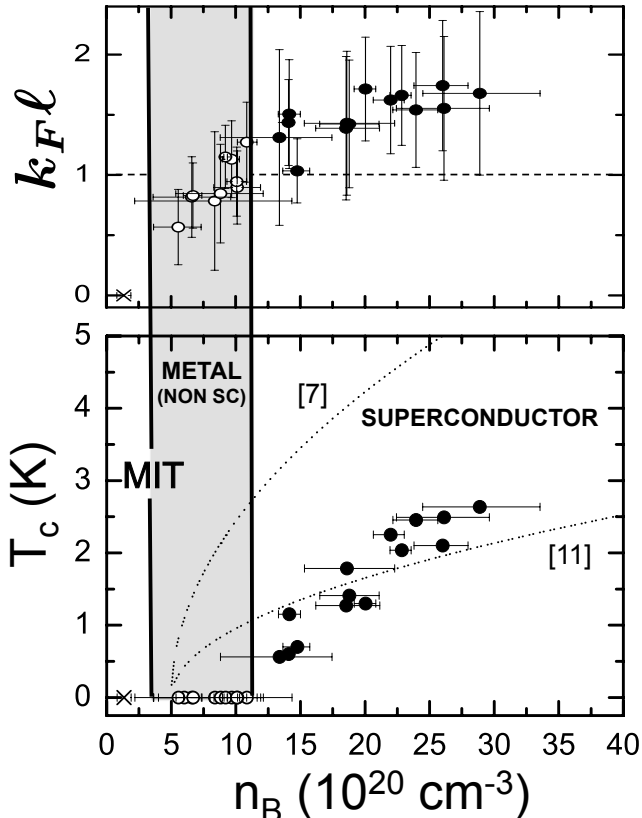 2
k_F ℓ
1
0
5
METAL
(NON SC)
[7]
4
SUPERCONDUCTOR
3
MIT
T_c (K)
2
[11]
1
0
0 5 10 15 20 25 30 35 40
n_B (10^20 cm^-3)